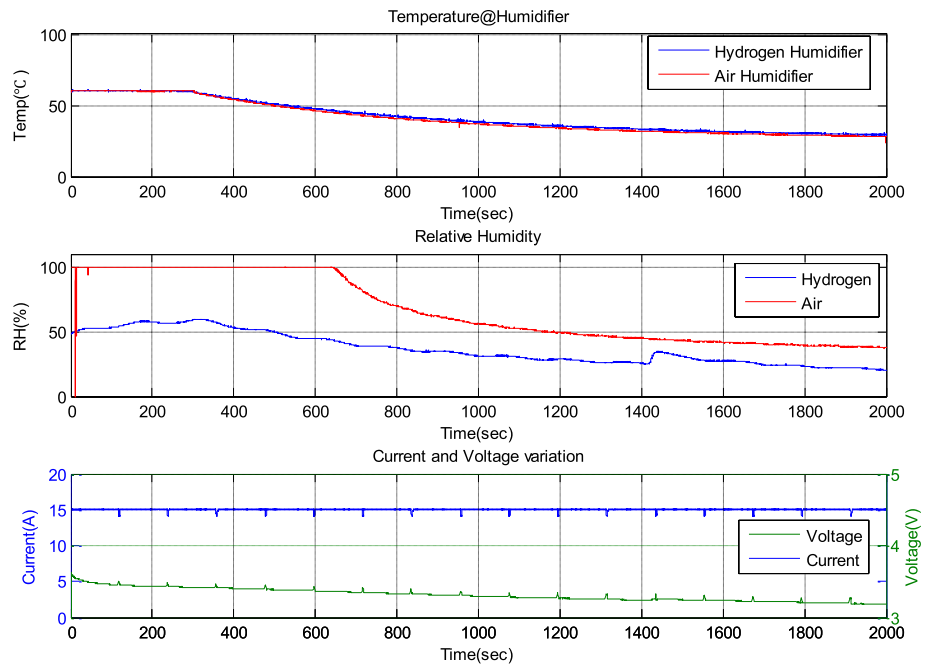 Temperature@Humidifier
100
50
0
Temp(℃)
Hydrogen Humidifier
Air Humidifier
0 200 400 600 800 1000 1200 1400 1600 1800 2000
Time(sec)
Relative Humidity
100
50
0
RH(%)
Hydrogen
Air
0 200 400 600 800 1000 1200 1400 1600 1800 2000
Time(sec)
Current and Voltage variation
20
15
10
5
0
Current(A)
Voltage
Current
5
4
3
Voltage(V)
0 200 400 600 800 1000 1200 1400 1600 1800 2000
Time(sec)